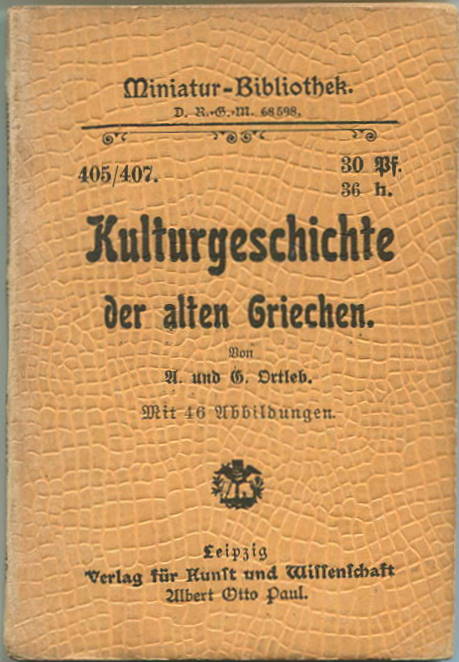 Miniatur-Bibliothek.
D. R.-G.-M. 68598.
405/407.
30 Pf.
36 h.
Kulturgeschichte
der alten Griechen.
Von
A. und G. Ortleb.
Mit 46 Abbildungen.
Leipzig
Verlag für Kunst und Wissenschaft
Albert Otto Paul.